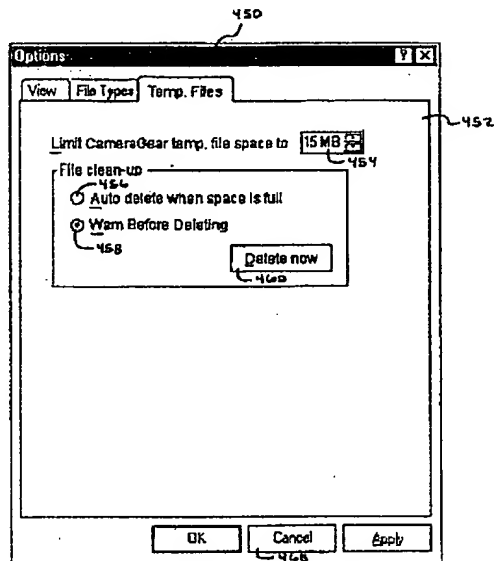 450
Options ? X
View File Types Temp. Files
452
Limit CameraGear temp. file space to 15 MB
454
File clean-up
456
Auto delete when space is full
Warn Before Deleting
458
Delete now
460
OK Cancel Apply
468